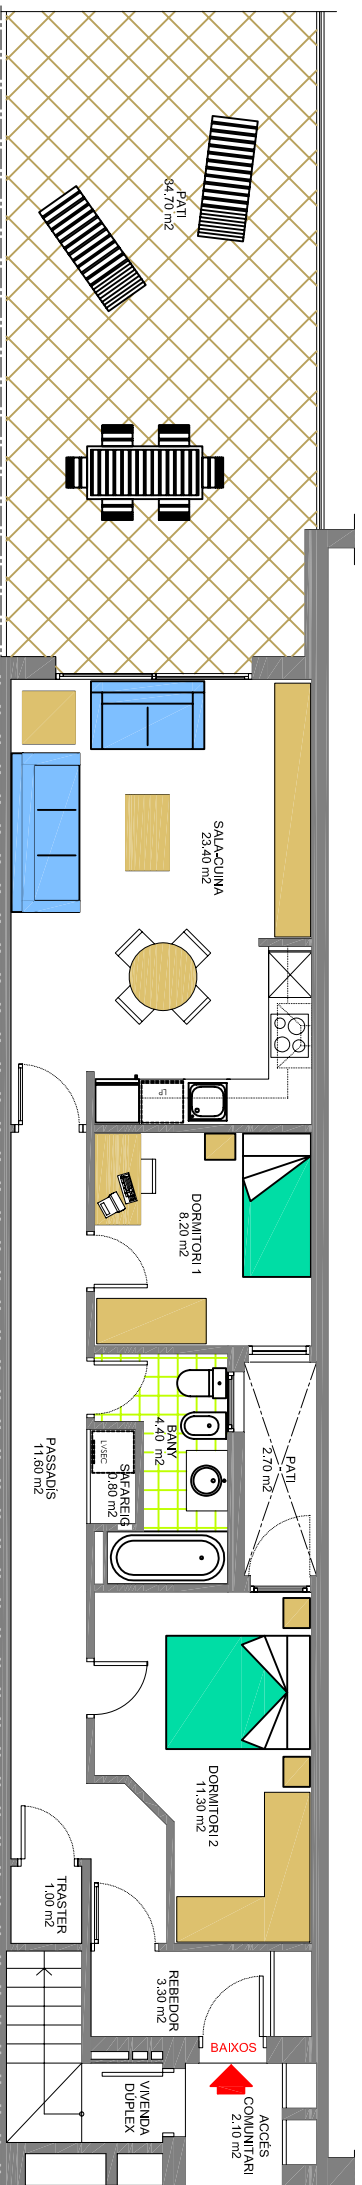 PATI
34.70 m2
SALA-CUINA
23.40 m2
LP
DORMITORI 1
8.20 m2
BANY
4.40 m2
PATI
2.70 m2
LVSEC
SAFAREIG
0.80 m2
PASSADÍS
11.60 m2
DORMITORI 2
11.30 m2
TRASTER
1.00 m2
REBEDOR
3.30 m2
BAIXOS
ACCÉS
COMUNITARI
2.10 m2
VIVENDA
DÚPLEX